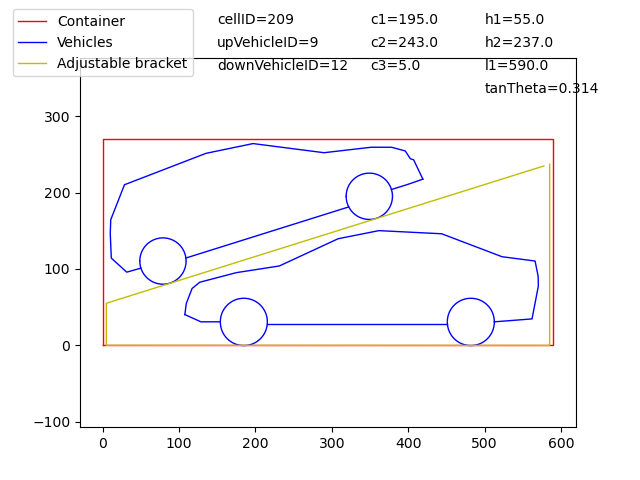 Container
Vehicles
Adjustable bracket
cellID=209
upVehicleID=9
downVehicleID=12
c1=195.0
c2=243.0
c3=5.0
h1=55.0
h2=237.0
l1=590.0
tanTheta=0.314
300
200
100
0
−100
0 100 200 300 400 500 600